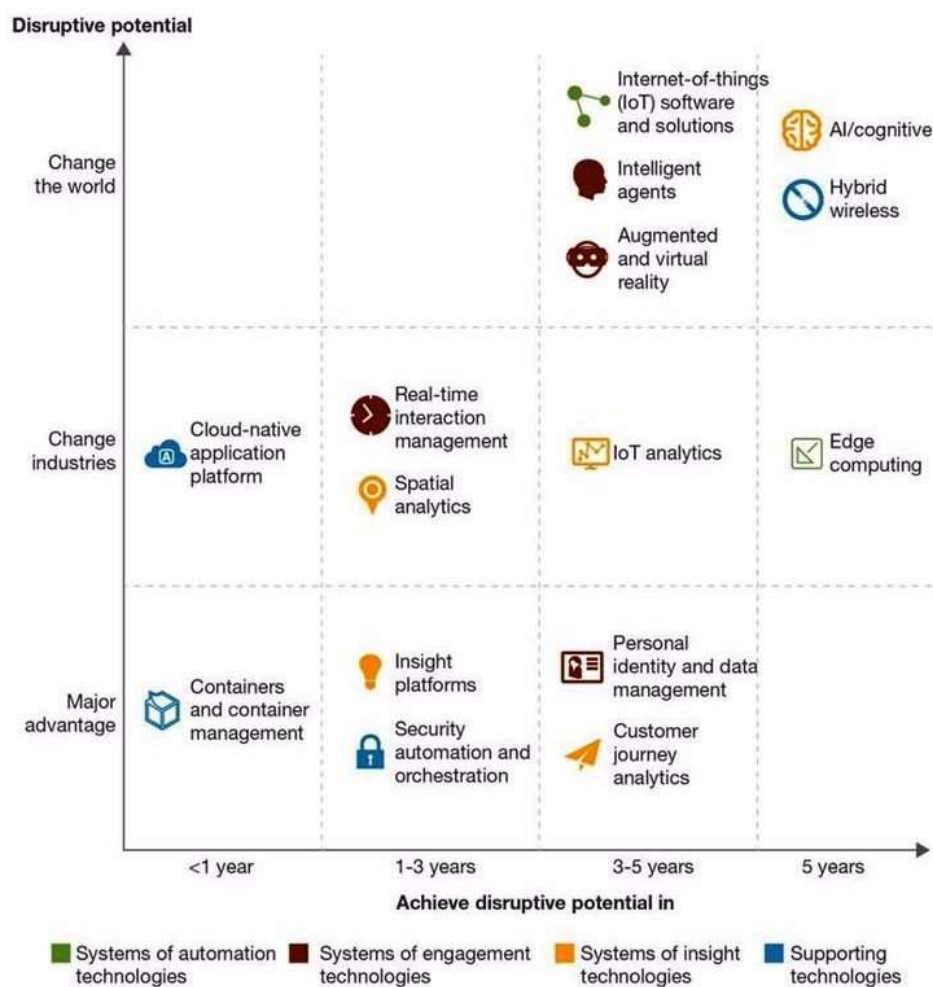 Disruptive potential
Change
the world
Internet-of-things
(IoT) software
and solutions
Intelligent
agents
Augmented
and virtual
reality
AI/cognitive
Hybrid
wireless
Change
industries
A
Cloud-native
application
platform
Real-time
interaction
management
Spatial
analytics
IoT analytics
Edge
computing
Major
advantage
Containers
and container
management
Insight
platforms
Security
automation and
orchestration
Personal
identity and data
management
Customer
journey
analytics
<1 year
1-3 years
3-5 years
5 years
Achieve disruptive potential in
Systems of automation
technologies
Systems of engagement
technologies
Systems of insight
technologies
Supporting
technologies